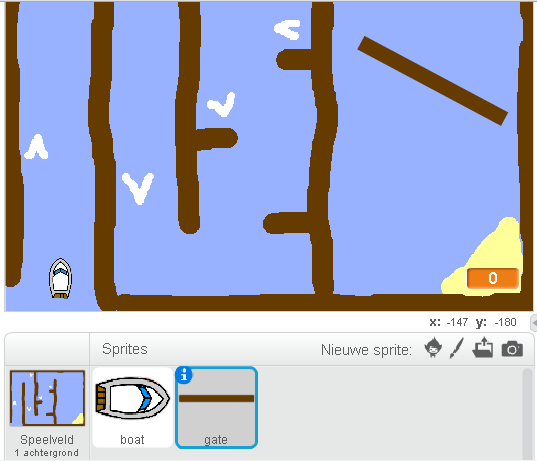 0
x: -147 y: -180
Sprites Nieuwe sprite:
Speelveld
1 achtergrond
boat
gate